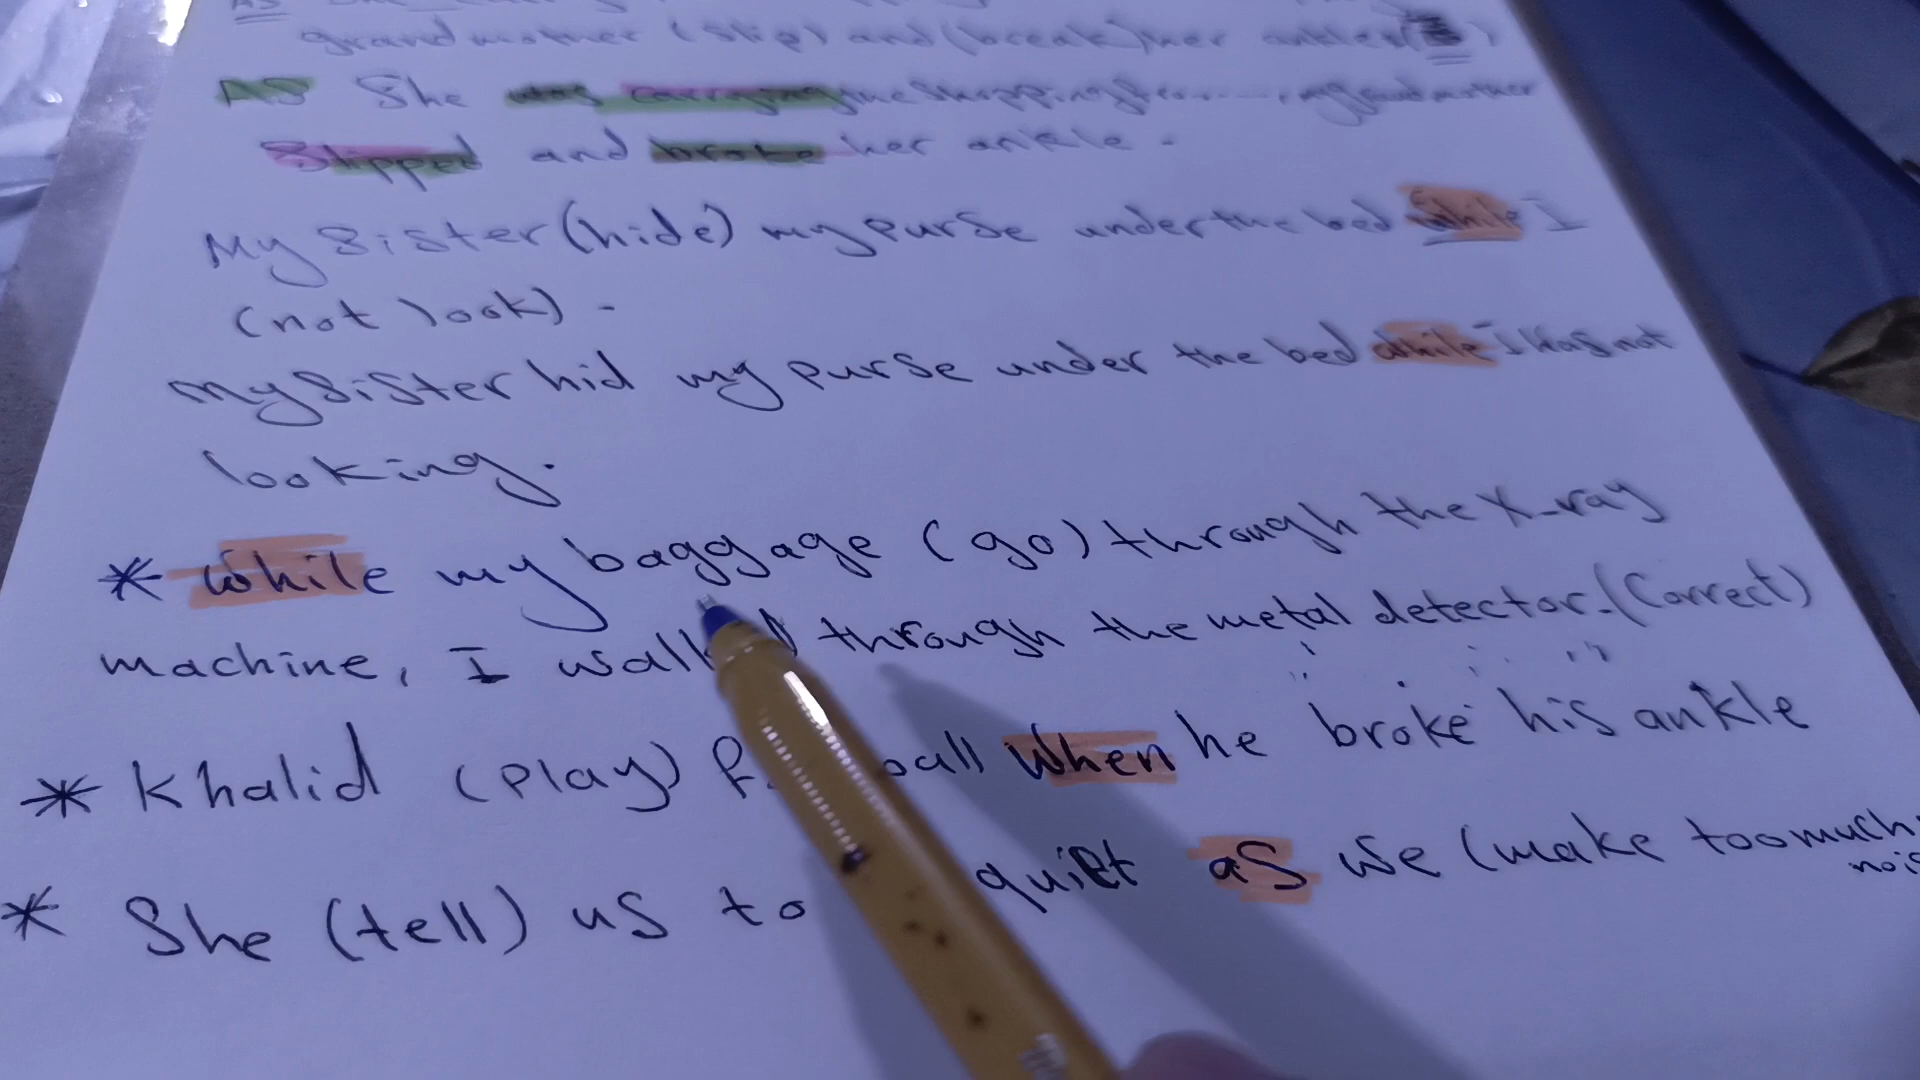 grandmother (slip) and (break) her ankle
AS She was carrying the shopping ........, my grandmother
Slipped and broke her ankle.
My Sister (hide) my purse under the bed while I
(not look).
my Sister hid my purse under the bed while I was not
looking.
* while my baggage (go) through the X-ray
machine, I through the metal detector. (Correct)
* Khalid (play) when he broke his ankle
* She (tell) us to quiet as we (make too much